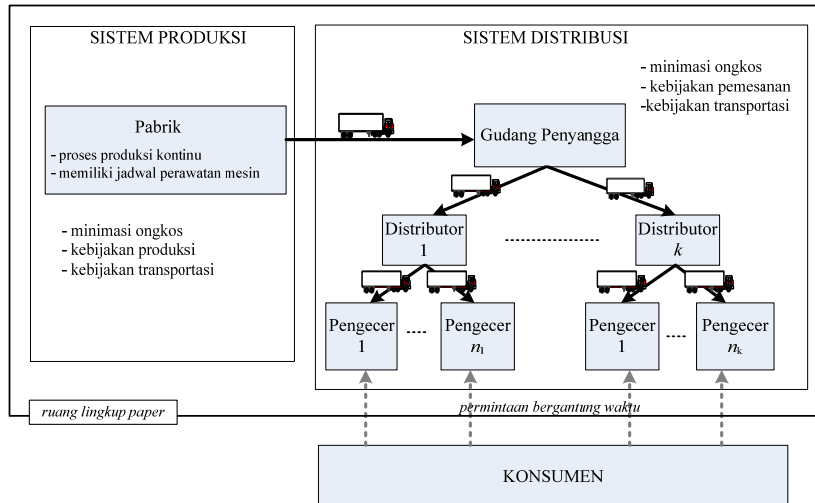 SISTEM PRODUKSI
Pabrik
- proses produksi kontinu
- memiliki jadwal perawatan mesin
- minimasi ongkos
- kebijakan produksi
- kebijakan transportasi
SISTEM DISTRIBUSI
- minimasi ongkos
- kebijakan pemesanan
-kebijakan transportasi
Gudang Penyangga
Distributor
1
Distributor
k
Pengecer
1
Pengecer
n1
Pengecer
1
Pengecer
nk
ruang lingkup paper
permintaan bergantung waktu
KONSUMEN